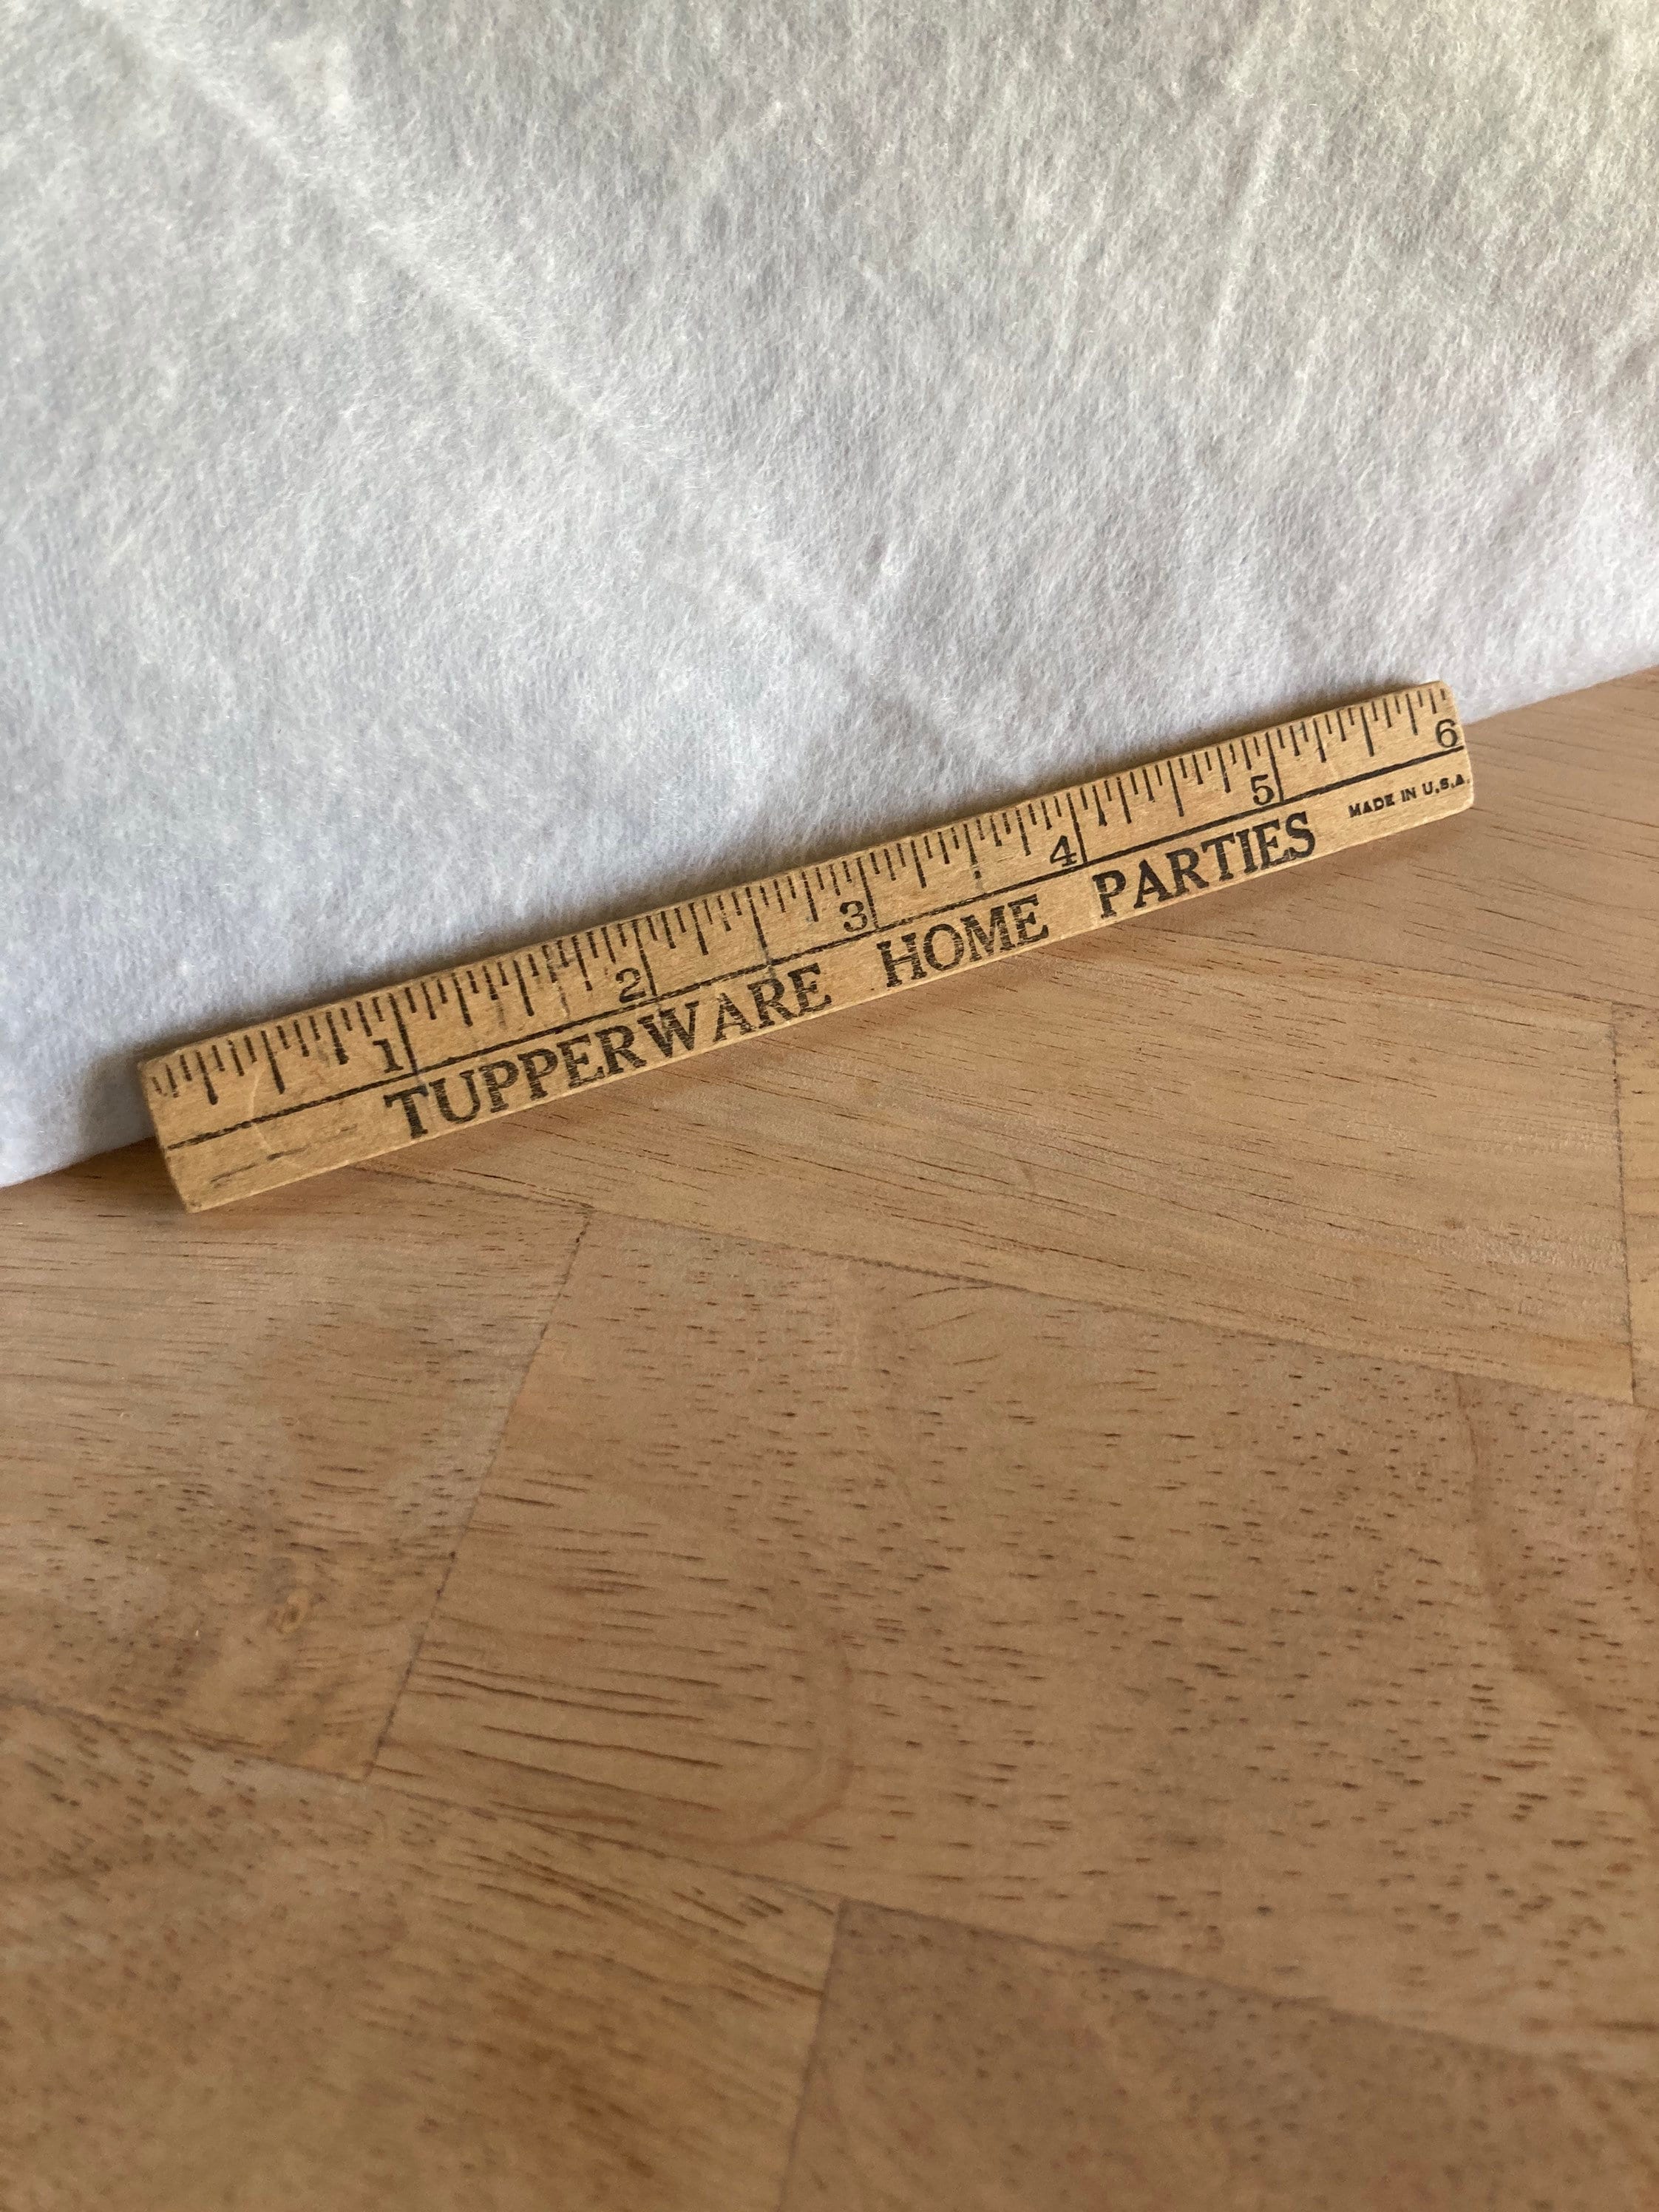 1 2 3 4 5 6
TUPPERWARE HOME PARTIES MADE IN U.S.A.